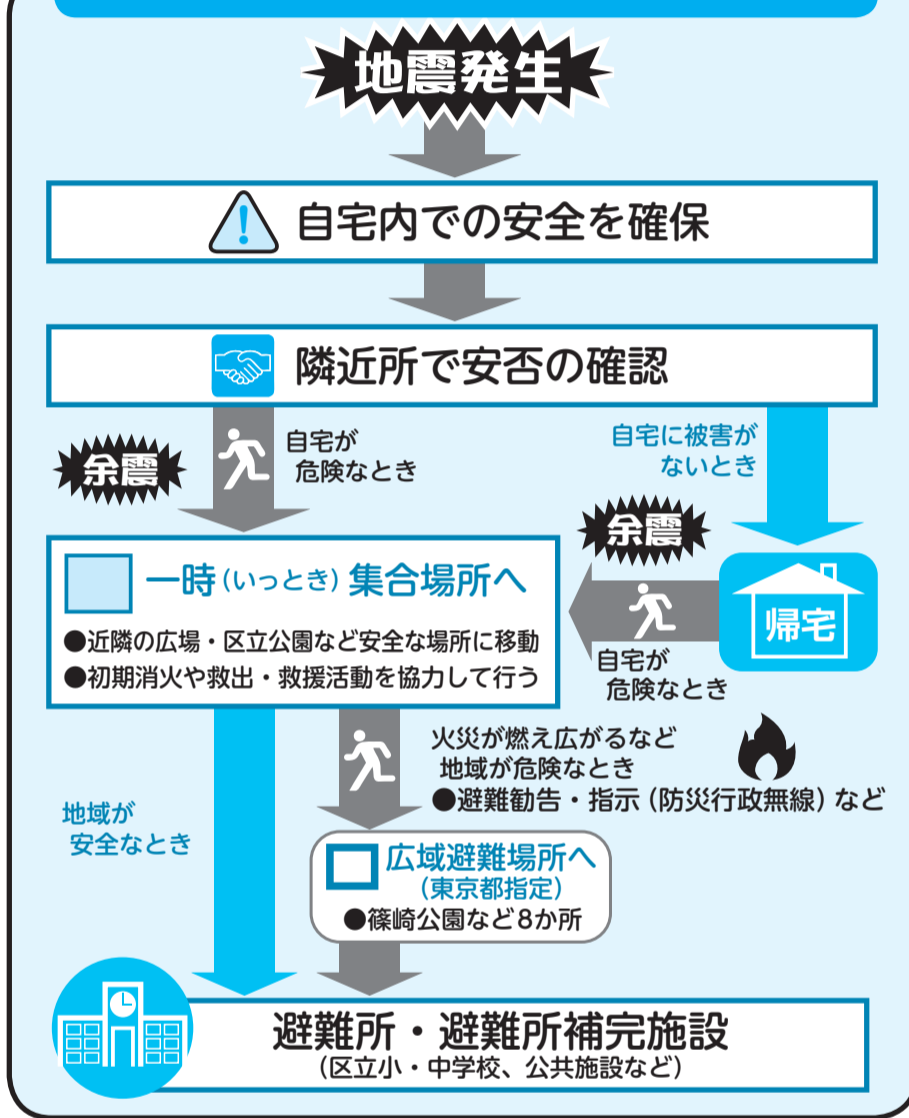 地震発生
自宅内での安全を確保
隣近所で安否の確認
余震
自宅が
危険なとき
自宅に被害が
ないとき
余震
帰宅
自宅が
危険なとき
一時(いっとき)集合場所へ
●近隣の広場・区立公園など安全な場所に移動
●初期消火や救出・救援活動を協力して行う
火災が燃え広がるなど
地域が危険なとき
●避難勧告・指示(防災行政無線)など
地域が
安全なとき
広域避難場所へ
(東京都指定)
●篠崎公園など8か所
避難所・避難所補完施設
(区立小・中学校、公共施設など)